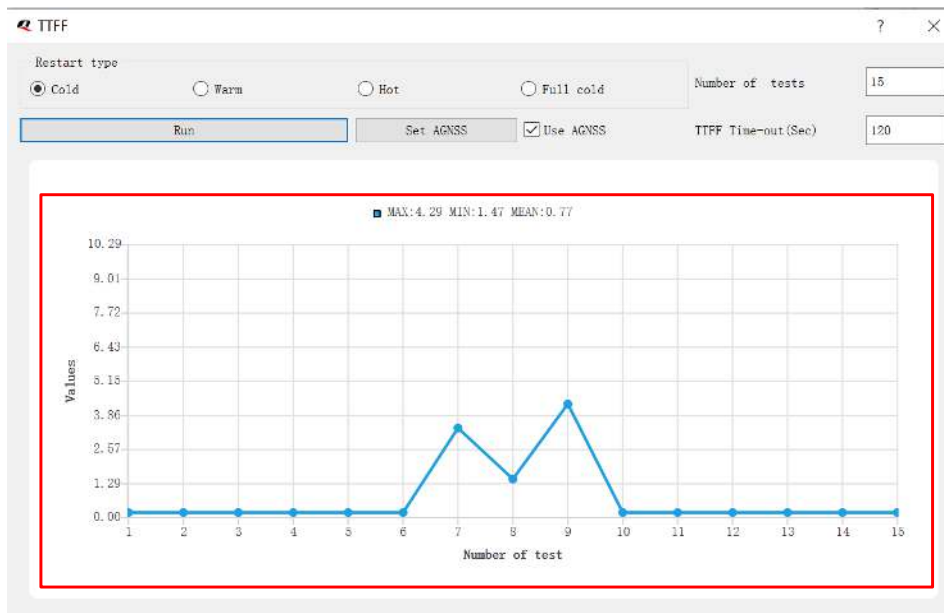 TTFF ?
Restart type
Cold Warm Hot Full cold
Number of tests 15
Run Set AGNSS Use AGNSS
TTFF Time-out(Sec) 120
MAX:4.29 MIN:1.47 MEAN:0.77
10.29
9.01
7.72
6.43
5.15
3.86
2.57
1.29
0.00
Values
1 2 3 4 5 6 7 8 9 10 11 12 13 14 15
Number of test